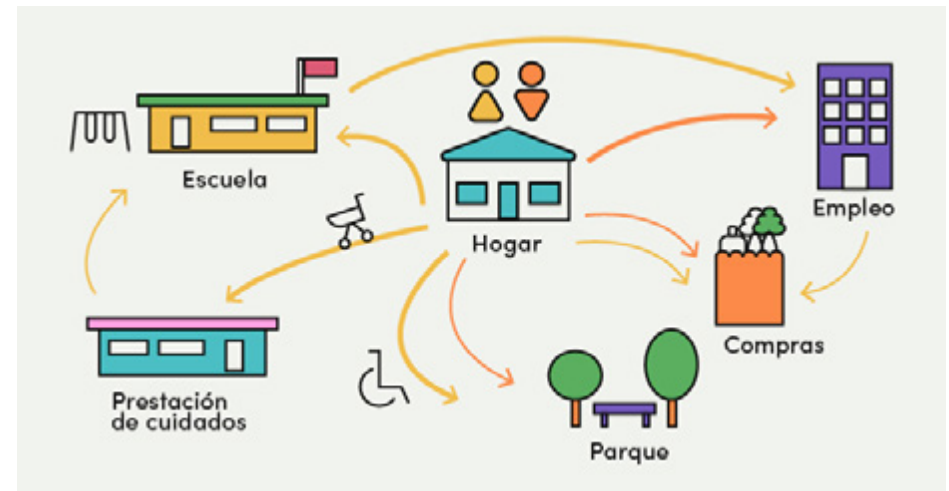 Escuela
Hogar
Empleo
Compras
Prestación
de cuidados
Parque